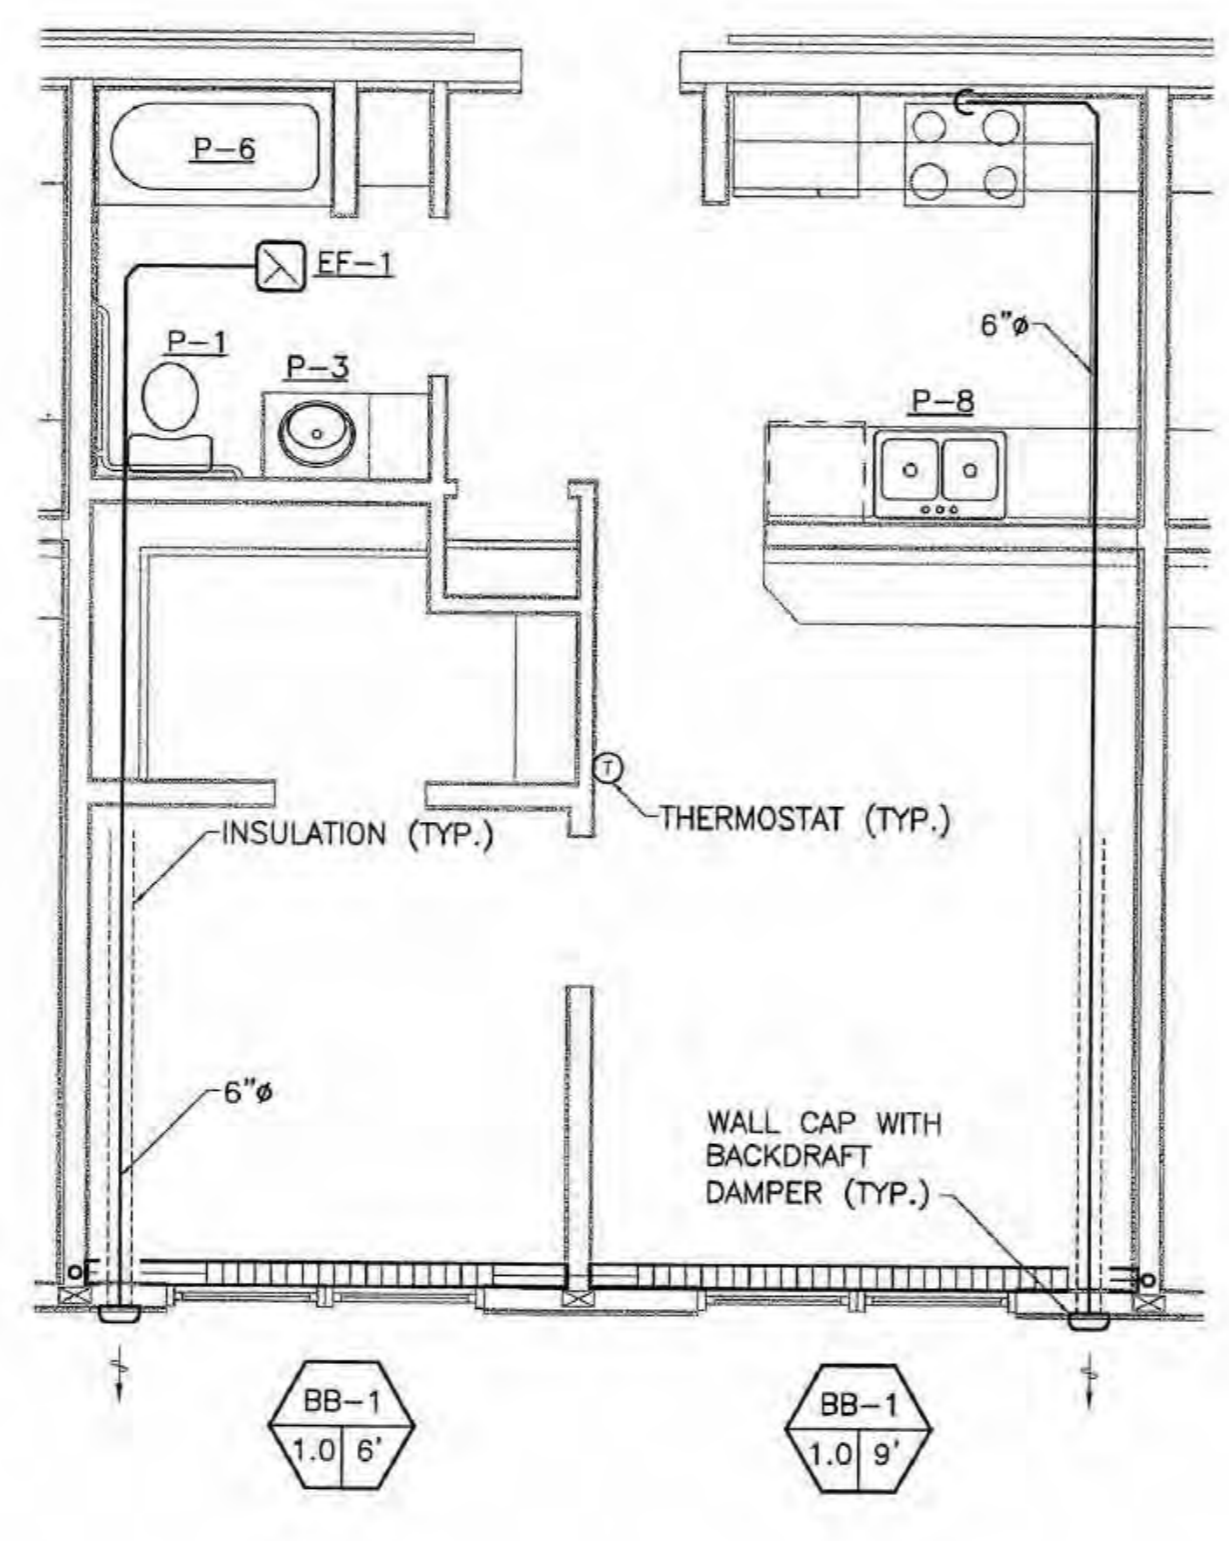 P-6
EF-1
P-1
P-3
6"ø
P-8
T
INSULATION (TYP.)
THERMOSTAT (TYP.)
6"ø
WALL CAP WITH
BACKDRAFT
DAMPER (TYP.)
BB-1
1.0 6'
BB-1
1.0 9'